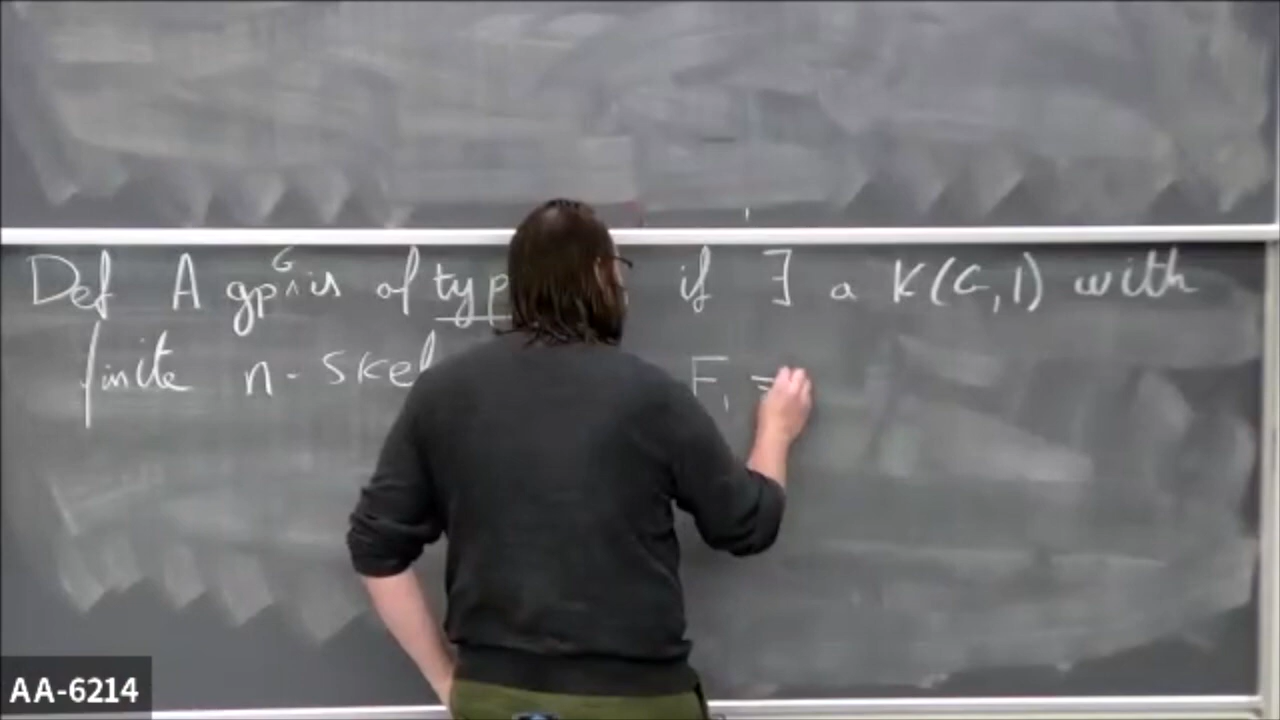 Def A gp G is of typ if ∃ a K(G,1) with
finite n-skel F₁ =
AA-6214